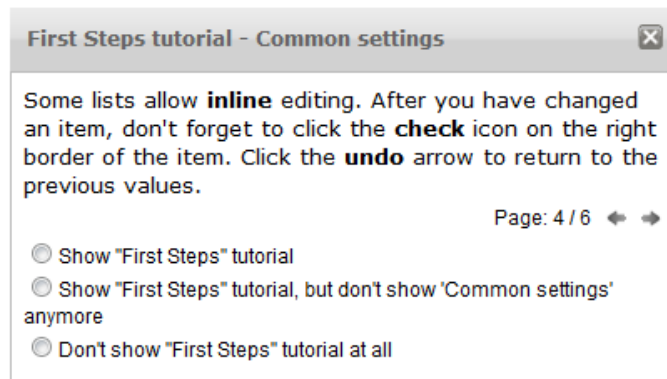 First Steps tutorial - Common settings
Some lists allow inline editing. After you have changed
an item, don't forget to click the check icon on the right
border of the item. Click the undo arrow to return to the
previous values.
Page: 4 / 6
Show "First Steps" tutorial
Show "First Steps" tutorial, but don't show 'Common settings'
anymore
Don't show "First Steps" tutorial at all